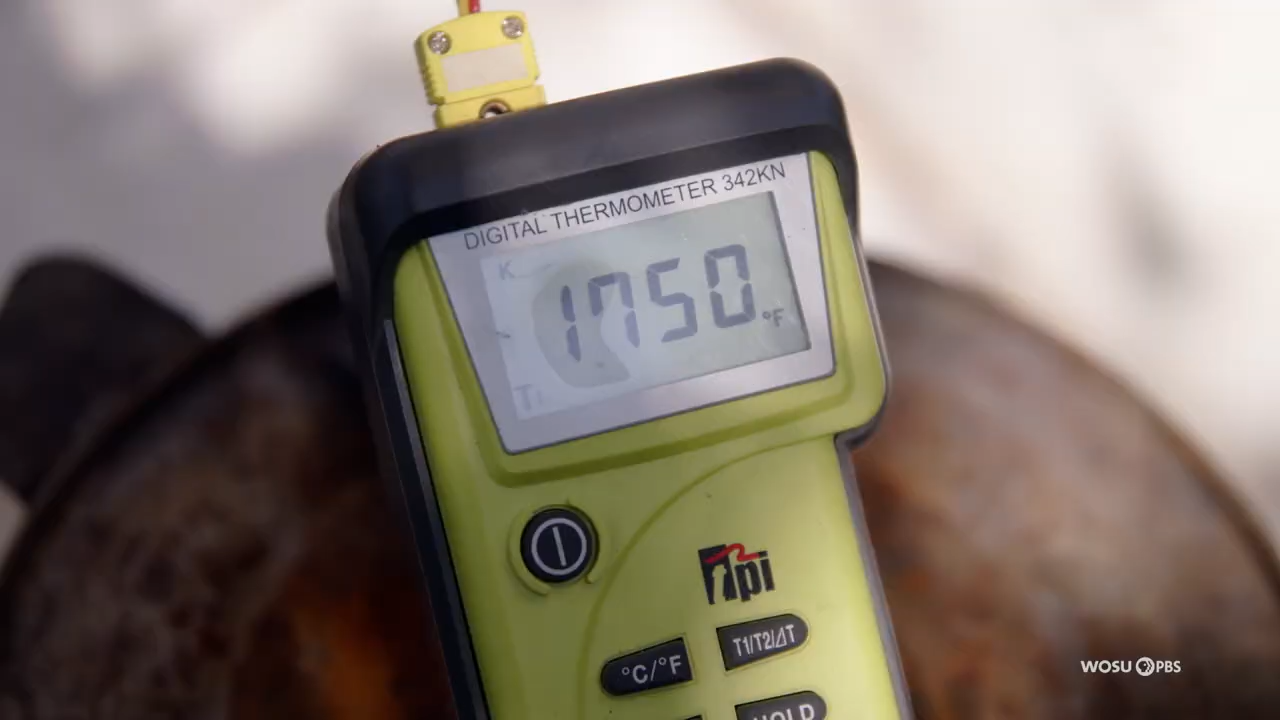 DIGITAL THERMOMETER 342KN
K
1750 °F
T1
tpi
T1/T2/ΔT
°C/°F
HOLD
WOSU PBS